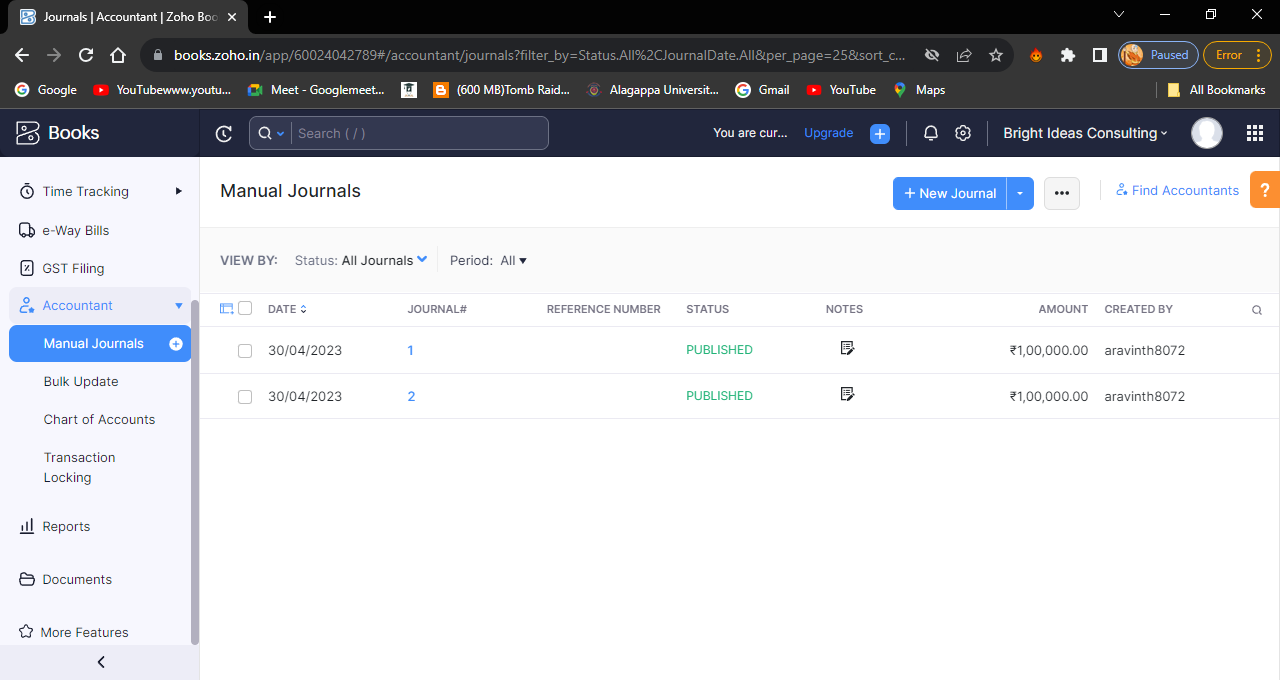 Journals | Accountant | Zoho Boo
books.zoho.in/app/60024042789#/accountant/journals?filter_by=Status.All%2CJournalDate.All&per_page=25&sort_c...
Paused
Error
Google
YouTubewww.youtu...
Meet - Googlemeet...
(600 MB)Tomb Raid...
Alagappa Universit...
Gmail
YouTube
Maps
All Bookmarks
Books
Search ( / )
You are cur...
Upgrade
Bright Ideas Consulting
Time Tracking
e-Way Bills
GST Filing
Accountant
Manual Journals
Bulk Update
Chart of Accounts
Transaction
Locking
Reports
Documents
More Features
Manual Journals
+ New Journal
Find Accountants
?
VIEW BY: Status: All Journals Period: All
DATE JOURNAL# REFERENCE NUMBER STATUS NOTES AMOUNT CREATED BY
30/04/2023 1 PUBLISHED ₹1,00,000.00 aravinth8072
30/04/2023 2 PUBLISHED ₹1,00,000.00 aravinth8072